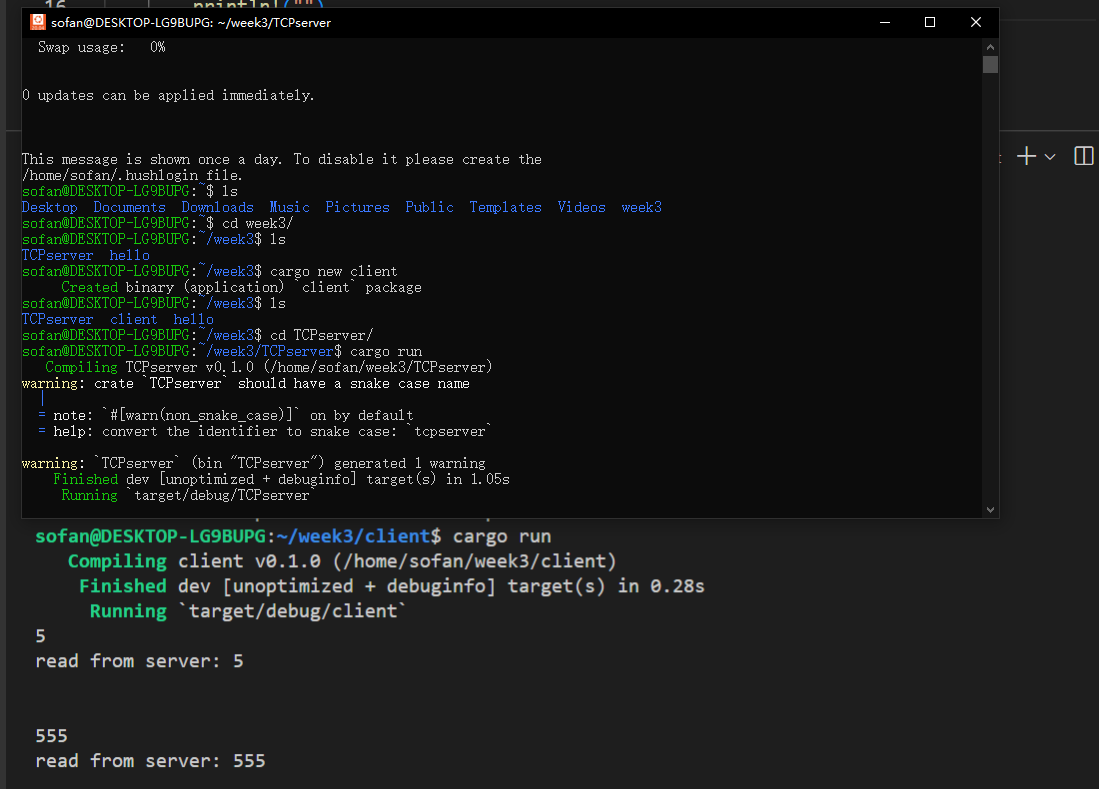 16
println!("")
sofan@DESKTOP-LG9BUPG: ~/week3/TCPserver
Swap usage:   0%
0 updates can be applied immediately.
This message is shown once a day. To disable it please create the
/home/sofan/.hushlogin file.
sofan@DESKTOP-LG9BUPG:~$ ls
Desktop  Documents  Downloads  Music  Pictures  Public  Templates  Videos  week3
sofan@DESKTOP-LG9BUPG:~$ cd week3/
sofan@DESKTOP-LG9BUPG:~/week3$ ls
TCPserver  hello
sofan@DESKTOP-LG9BUPG:~/week3$ cargo new client
     Created binary (application) `client` package
sofan@DESKTOP-LG9BUPG:~/week3$ ls
TCPserver  client  hello
sofan@DESKTOP-LG9BUPG:~/week3$ cd TCPserver/
sofan@DESKTOP-LG9BUPG:~/week3/TCPserver$ cargo run
   Compiling TCPserver v0.1.0 (/home/sofan/week3/TCPserver)
warning: crate `TCPserver` should have a snake case name
  |
  = note: `#[warn(non_snake_case)]` on by default
  = help: convert the identifier to snake case: `tcpserver`
warning: `TCPserver` (bin "TCPserver") generated 1 warning
    Finished dev [unoptimized + debuginfo] target(s) in 1.05s
     Running `target/debug/TCPserver`
sofan@DESKTOP-LG9BUPG:~/week3/client$ cargo run
   Compiling client v0.1.0 (/home/sofan/week3/client)
    Finished dev [unoptimized + debuginfo] target(s) in 0.28s
     Running `target/debug/client`
5
read from server: 5
555
read from server: 555